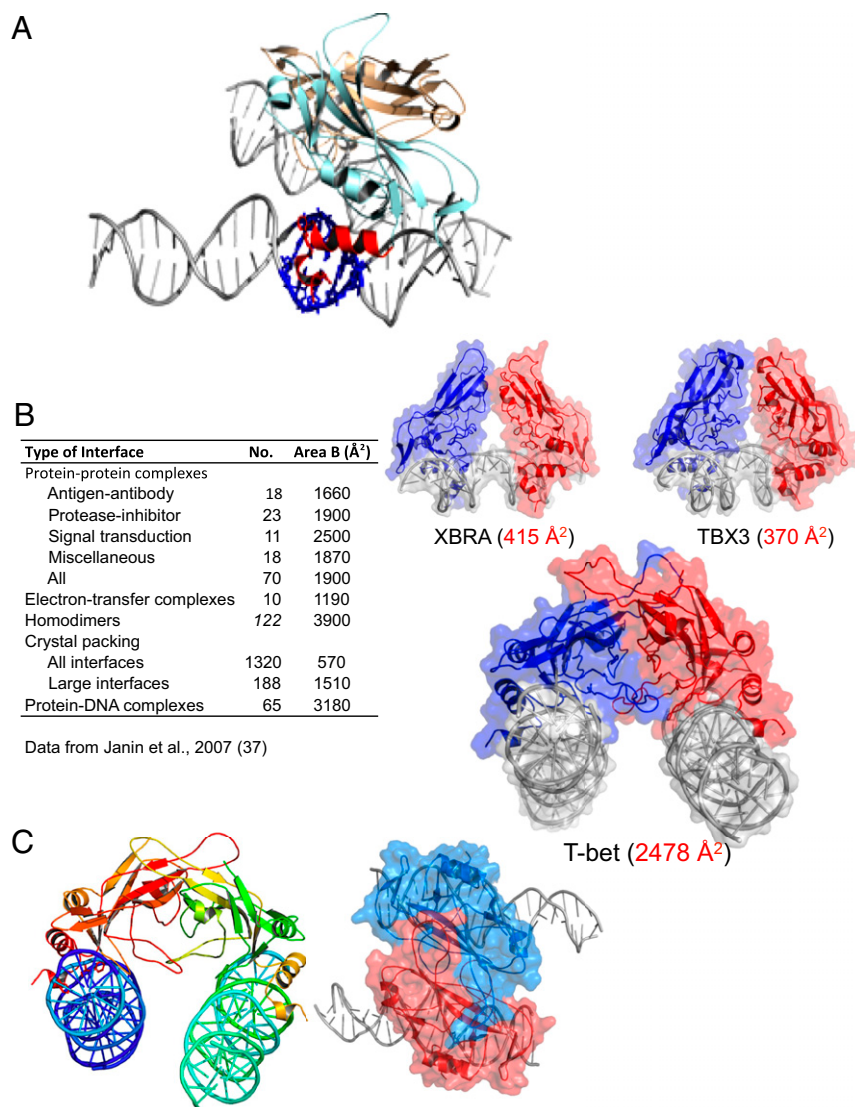 A
B
Type of Interface No. Area B (Å²)
Protein-protein complexes
Antigen-antibody 18 1660
Protease-inhibitor 23 1900
Signal transduction 11 2500
Miscellaneous 18 1870
All 70 1900
Electron-transfer complexes 10 1190
Homodimers 122 3900
Crystal packing
All interfaces 1320 570
Large interfaces 188 1510
Protein-DNA complexes 65 3180
Data from Janin et al., 2007 (37)
XBRA (415 Å²)
TBX3 (370 Å²)
T-bet (2478 Å²)
C